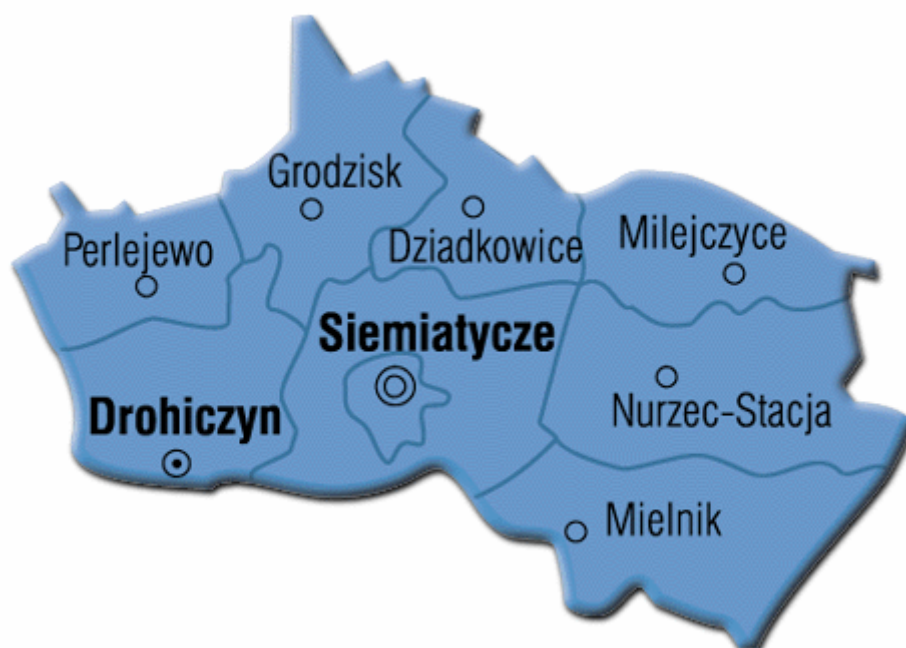 Grodzisk
Perlejewo
Dziadkowice
Milejczyce
Siemiatycze
Drohiczyn
Nurzec-Stacja
Mielnik